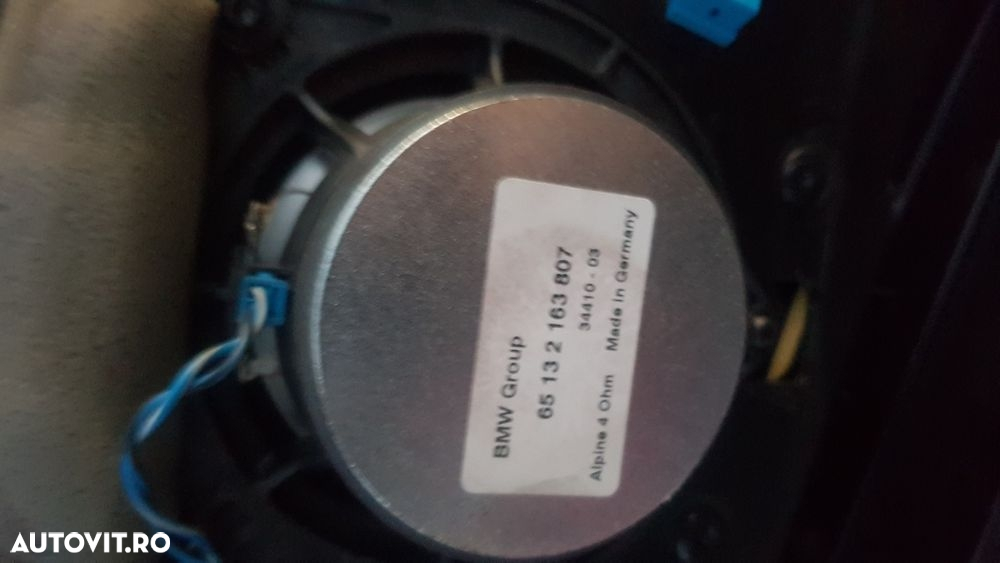 BMW Group
65 13 2 163 807
34410 - 03
Alpine 4 Ohm Made in Germany
AUTOVIT.RO